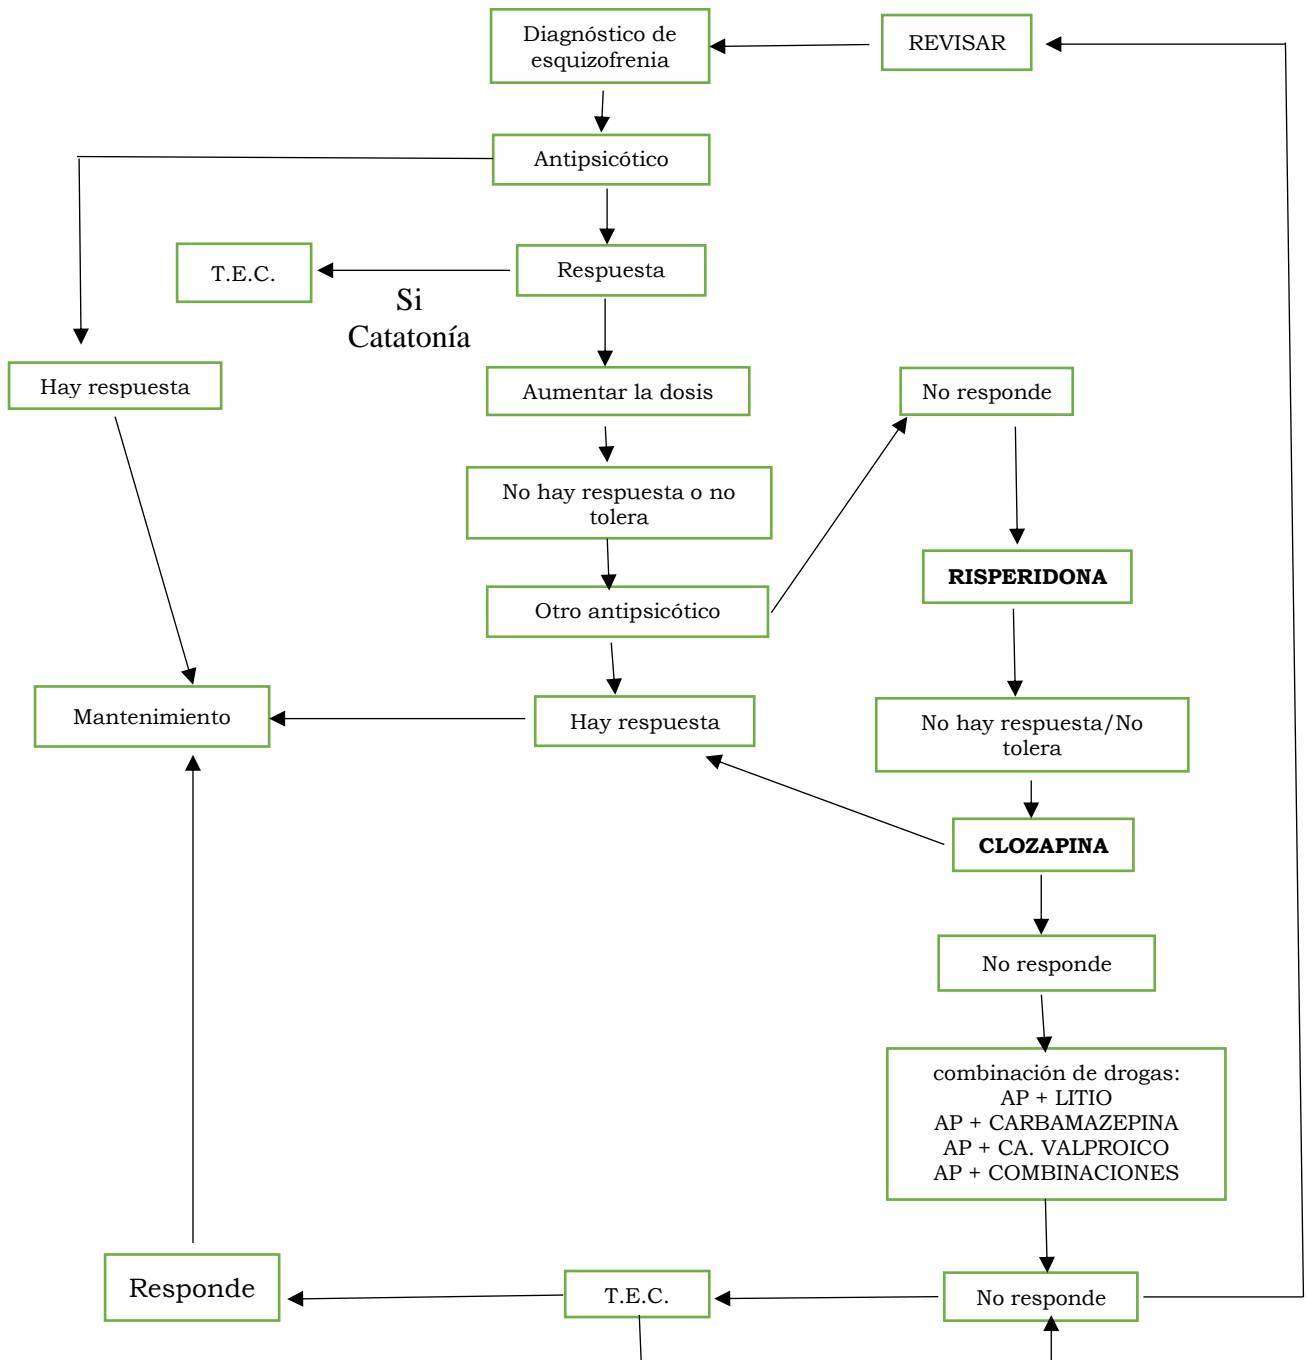 Diagnóstico de
esquizofrenia
REVISAR
Antipsicótico
T.E.C.
Respuesta
Si
Catatonía
Hay respuesta
Aumentar la dosis
No responde
No hay respuesta o no
tolera
RISPERIDONA
Otro antipsicótico
Mantenimiento
Hay respuesta
No hay respuesta/No
tolera
CLOZAPINA
No responde
combinación de drogas:
AP + LITIO
AP + CARBAMAZEPINA
AP + CA. VALPROICO
AP + COMBINACIONES
Responde
T.E.C.
No responde